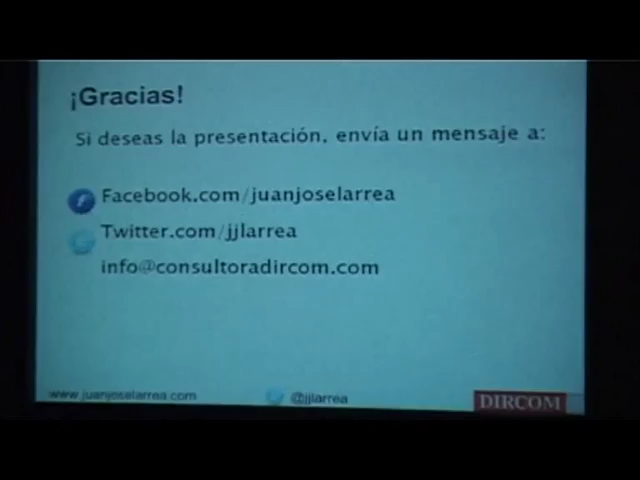 ¡Gracias!
Si deseas la presentación, envía un mensaje a:
Facebook.com/juanjoselarrea
Twitter.com/jjlarrea
info@consultoradircom.com
www.juanjoselarrea.com @jjlarrea DIRCOM